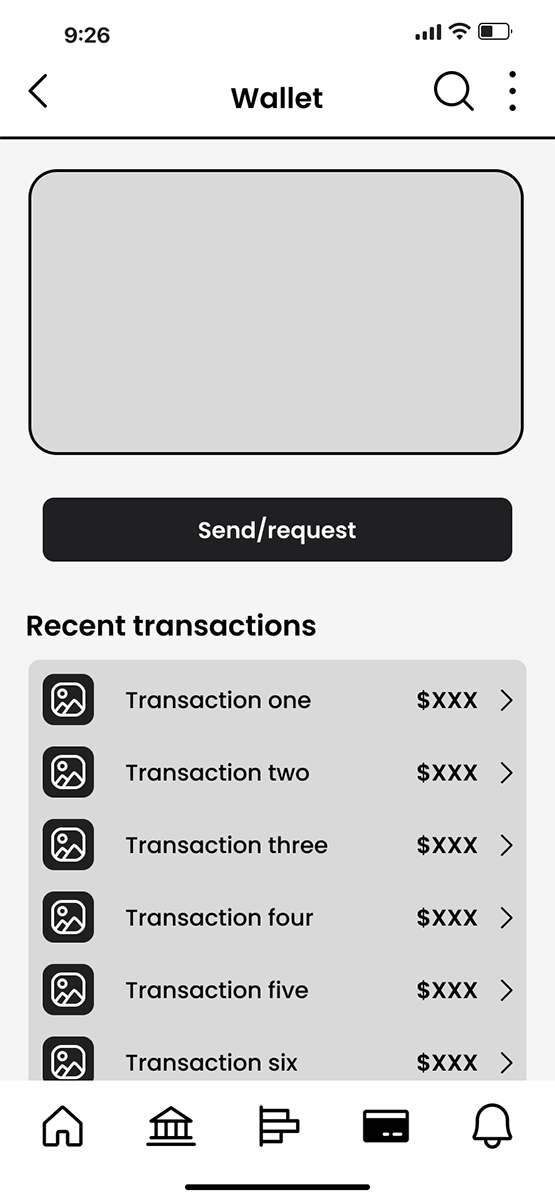 9:26
Wallet
Send/request
Recent transactions
Transaction one $XXX
Transaction two $XXX
Transaction three $XXX
Transaction four $XXX
Transaction five $XXX
Transaction six $XXX